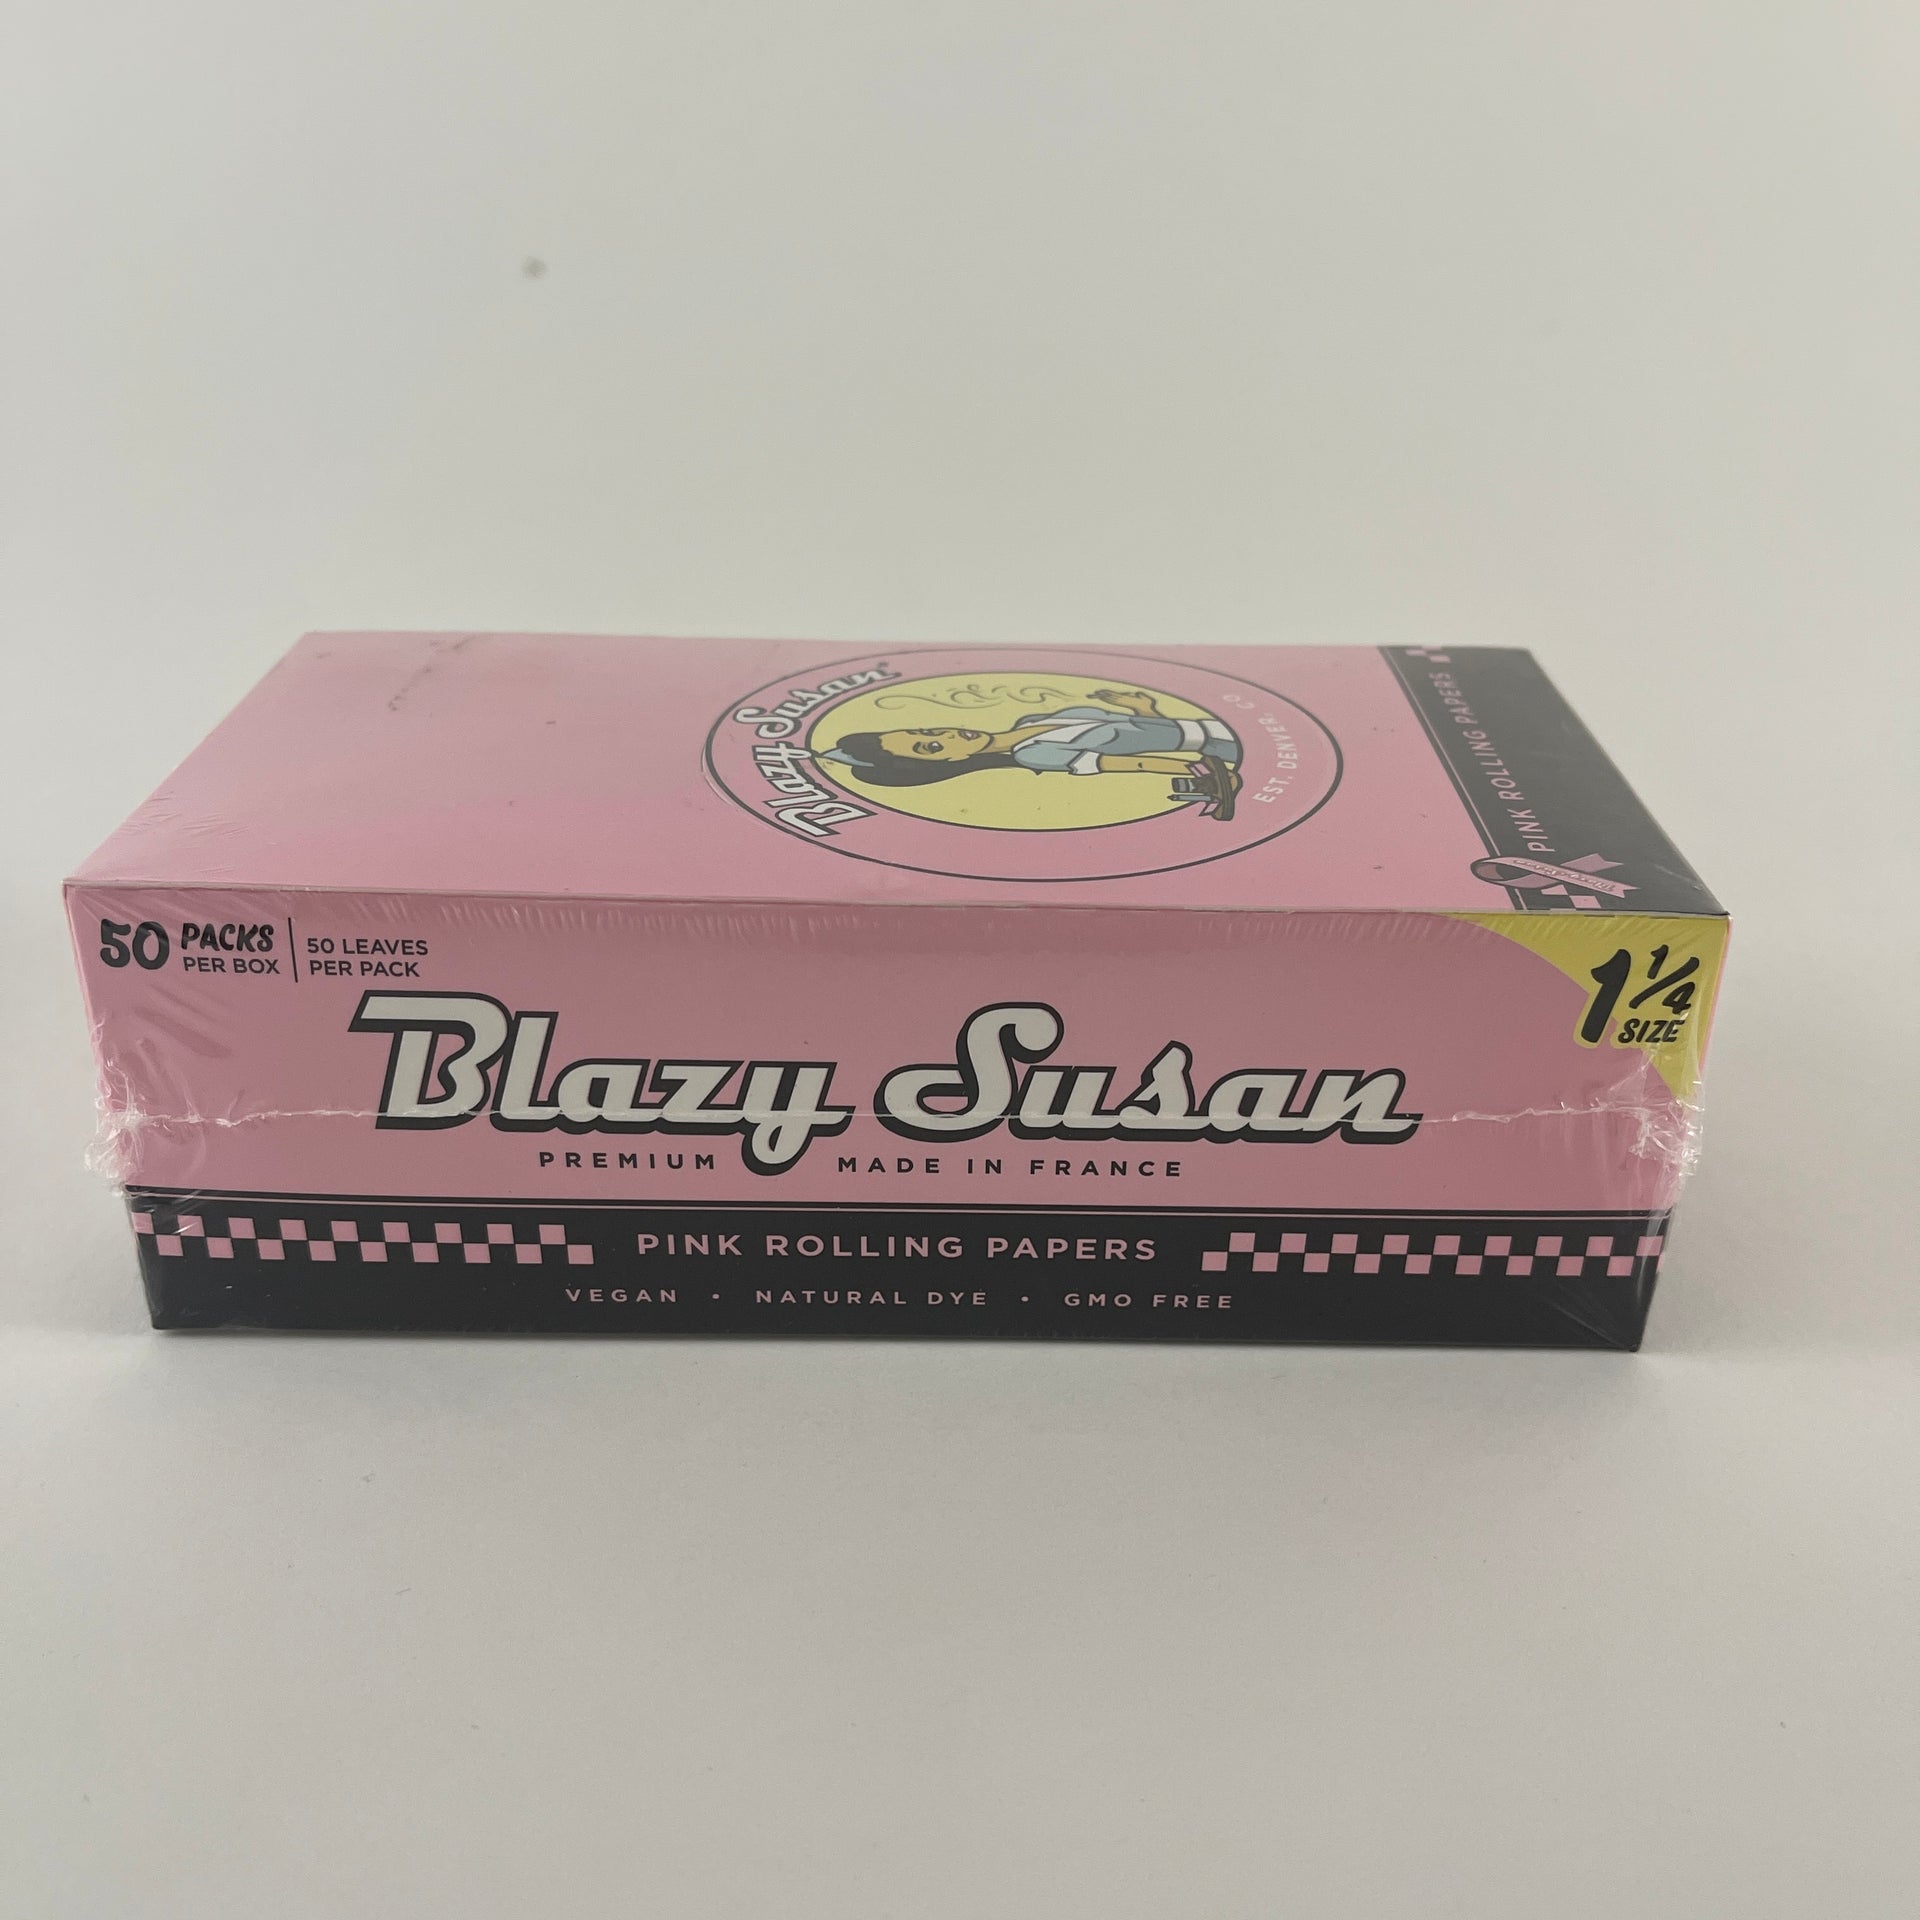 Blazy Susan®
EST. DENVER, CO
PINK ROLLING PAPERS
50 PACKS
PER BOX
50 LEAVES
PER PACK
1 1/4
SIZE
Blazy Susan
PREMIUM MADE IN FRANCE
PINK ROLLING PAPERS
VEGAN • NATURAL DYE • GMO FREE